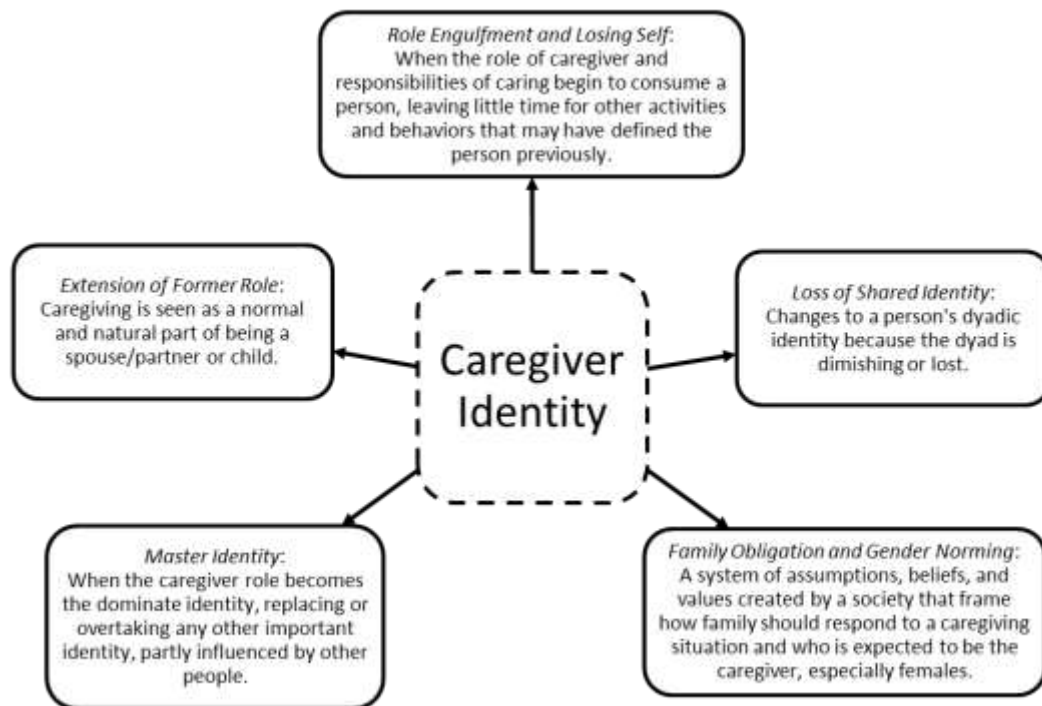 Role Engulfment and Losing Self:
When the role of caregiver and
responsibilities of caring begin to consume a
person, leaving little time for other activities
and behaviors that may have defined the
person previously.
Extension of Former Role:
Caregiving is seen as a normal
and natural part of being a
spouse/partner or child.
Caregiver
Identity
Loss of Shared Identity:
Changes to a person's dyadic
identity because the dyad is
dimishing or lost.
Master Identity:
When the caregiver role becomes
the dominate identity, replacing or
overtaking any other important
identity, partly influenced by other
people.
Family Obligation and Gender Norming:
A system of assumptions, beliefs, and
values created by a society that frame
how family should respond to a caregiving
situation and who is expected to be the
caregiver, especially females.